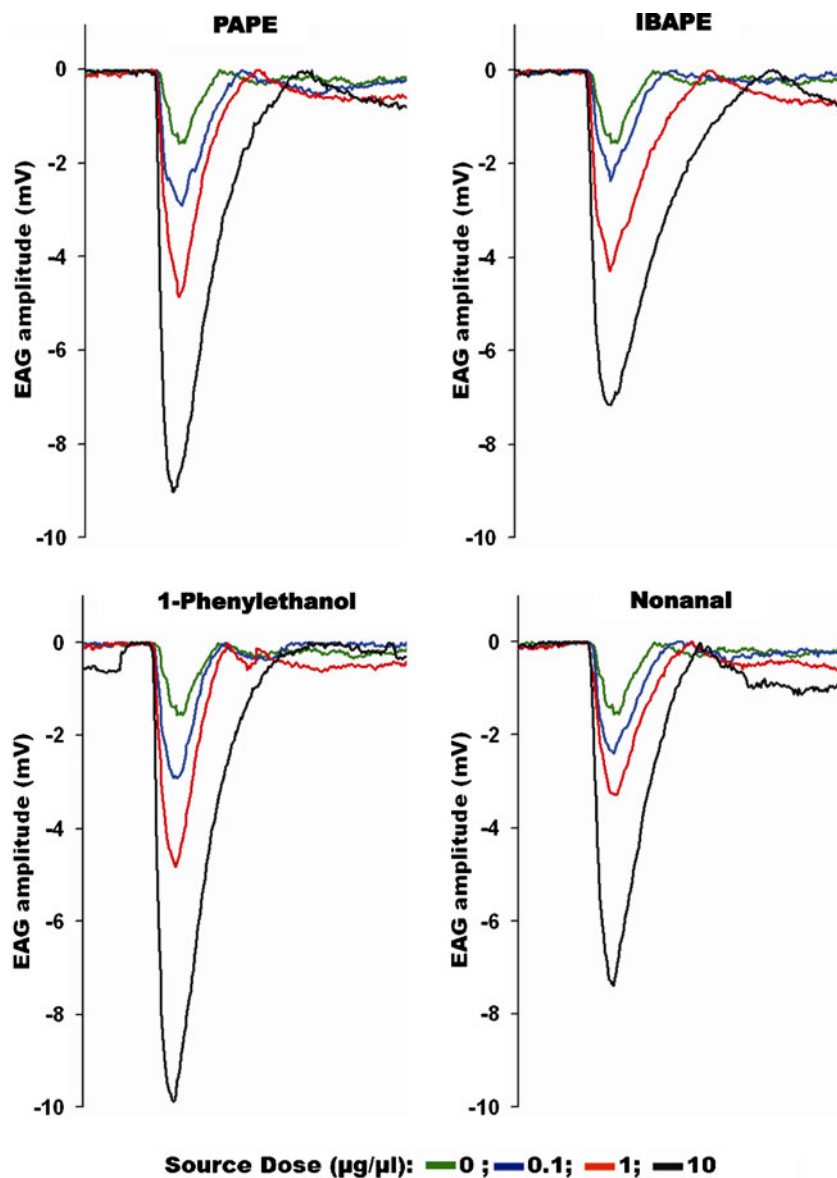 PAPE
IBAPE
EAG amplitude (mV)
0
-2
-4
-6
-8
-10
EAG amplitude (mV)
0
-2
-4
-6
-8
-10
1-Phenylethanol
Nonanal
EAG amplitude (mV)
0
-2
-4
-6
-8
-10
EAG amplitude (mV)
0
-2
-4
-6
-8
-10
Source Dose (µg/µl): 0 ; 0.1; 1; 10